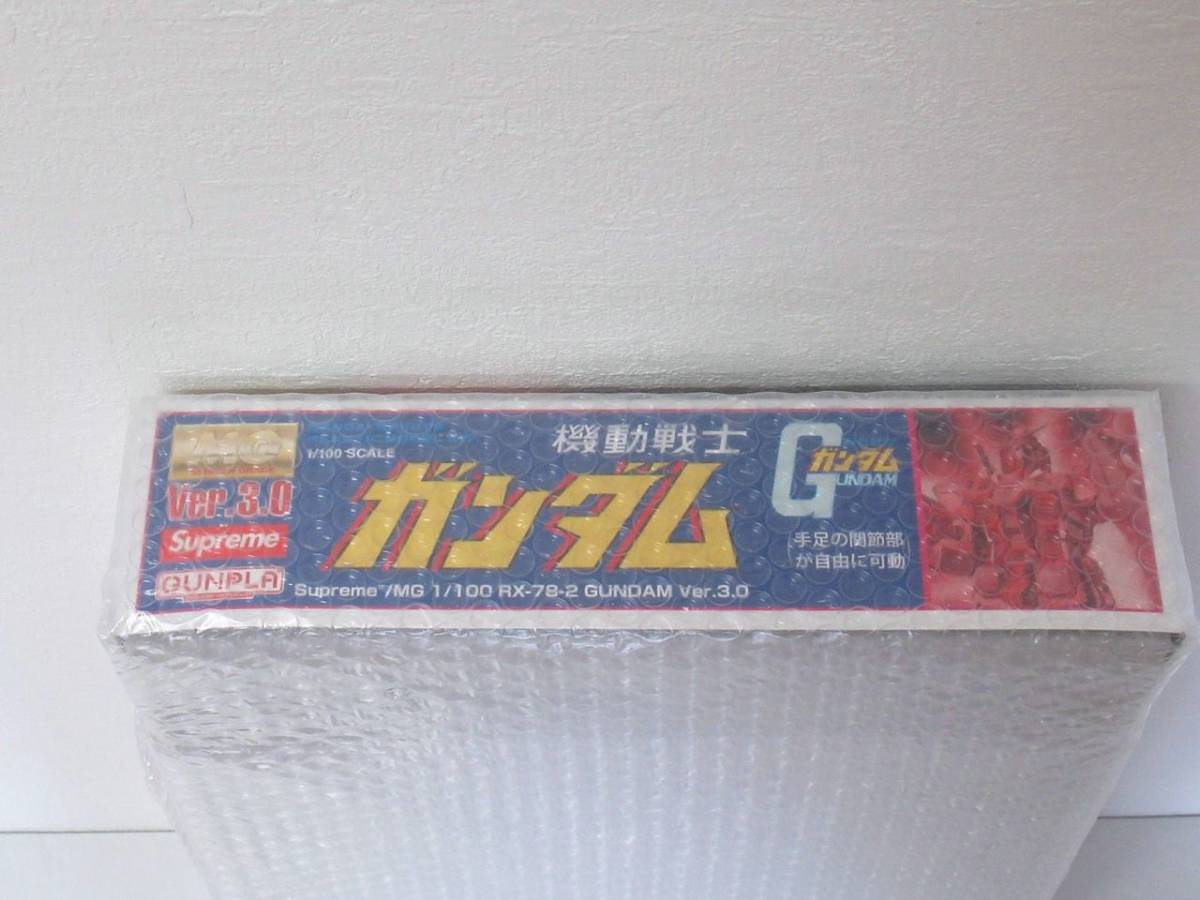 MG
Ver.3.0
Supreme
GUNPLA
1/100 SCALE
機動戦士
ガンダム
Supreme®/MG 1/100 RX-78-2 GUNDAM Ver.3.0
ガンダム
GUNDAM
手足の関節部
が自由に可動